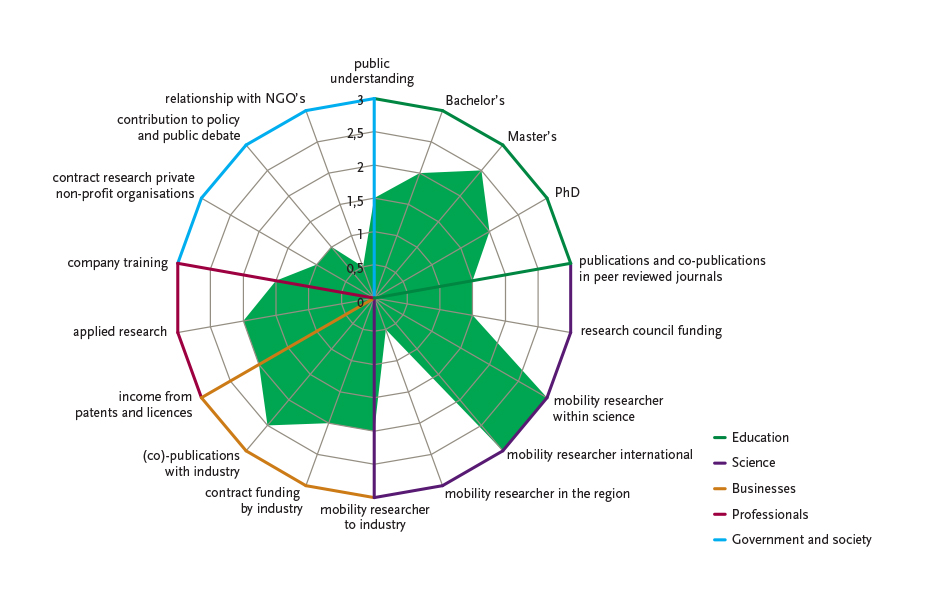 public
understanding
relationship with NGO's
Bachelor's
contribution to policy
and public debate
Master's
contract research private
non-profit organisations
PhD
company training
publications and co-publications
in peer reviewed journals
applied research
research council funding
income from
patents and licences
mobility researcher
within science
(co)-publications
with industry
mobility researcher international
contract funding
by industry
mobility researcher in the region
mobility researcher
to industry
3
2,5
2
1,5
1
0,5
0
Education
Science
Businesses
Professionals
Government and society